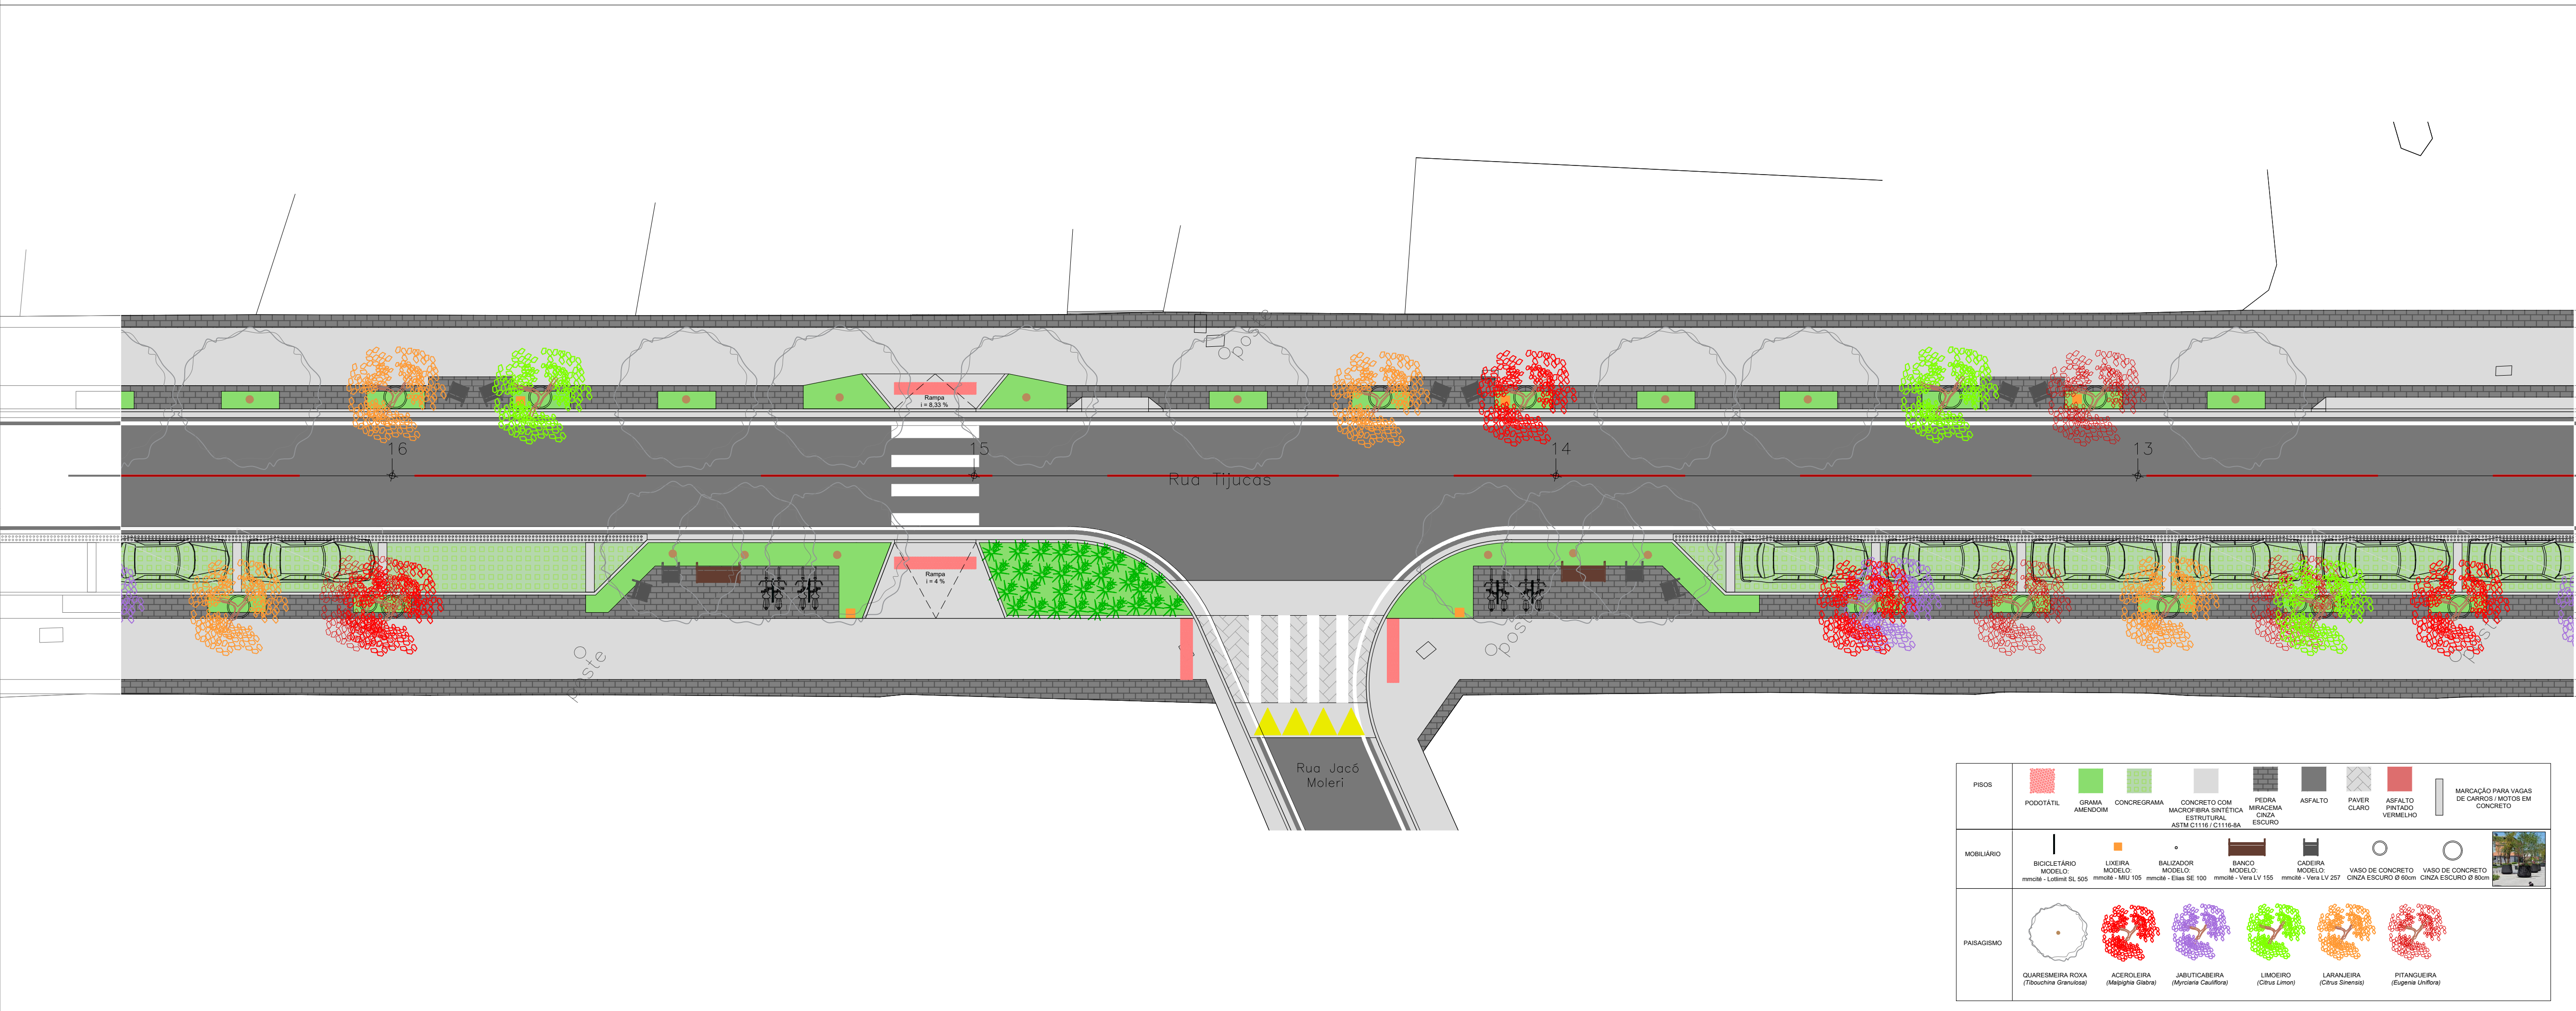 Poste
Rampa
i = 8,33 %
16
15
14
13
Rua Tijucas
Rampa
i = 4 %
Poste
Poste
Rua Jacó
Moleri
PISOS
PODOTÁTIL
GRAMA
AMENDOIM
CONCREGRAMA
CONCRETO COM
MACROFIBRA SINTÉTICA
ESTRUTURAL
ASTM C1116 / C1116-8A
PEDRA
MIRACEMA
CINZA
ESCURO
ASFALTO
PAVER
CLARO
ASFALTO
PINTADO
VERMELHO
MARCAÇÃO PARA VAGAS
DE CARROS / MOTOS EM
CONCRETO
MOBILIÁRIO
BICICLETÁRIO
MODELO:
mmcité - Lotlimit SL 505
LIXEIRA
MODELO:
mmcité - MIU 105
BALIZADOR
MODELO:
mmcité - Elias SE 100
BANCO
MODELO:
mmcité - Vera LV 155
CADEIRA
MODELO:
mmcité - Vera LV 257
VASO DE CONCRETO
CINZA ESCURO Ø 60cm
VASO DE CONCRETO
CINZA ESCURO Ø 80cm
PAISAGISMO
QUARESMEIRA ROXA
(Tibouchina Granulosa)
ACEROLEIRA
(Malpighia Glabra)
JABUTICABEIRA
(Myrciaria Cauliflora)
LIMOEIRO
(Citrus Limon)
LARANJEIRA
(Citrus Sinensis)
PITANGUEIRA
(Eugenia Uniflora)